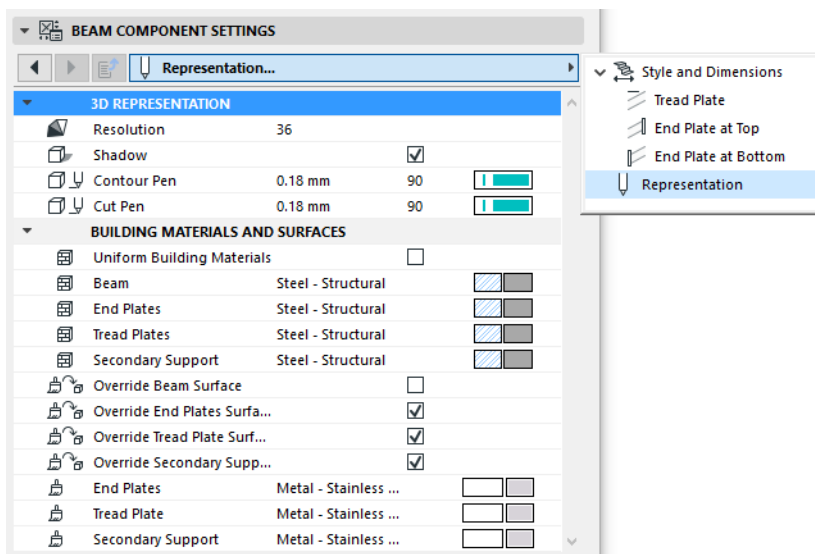 BEAM COMPONENT SETTINGS
Representation...
3D REPRESENTATION
Resolution 36
Shadow
Contour Pen 0.18 mm 90
Cut Pen 0.18 mm 90
BUILDING MATERIALS AND SURFACES
Uniform Building Materials
Beam Steel - Structural
End Plates Steel - Structural
Tread Plates Steel - Structural
Secondary Support Steel - Structural
Override Beam Surface
Override End Plates Surfa...
Override Tread Plate Surf...
Override Secondary Supp...
End Plates Metal - Stainless ...
Tread Plate Metal - Stainless ...
Secondary Support Metal - Stainless ...
Style and Dimensions
Tread Plate
End Plate at Top
End Plate at Bottom
Representation